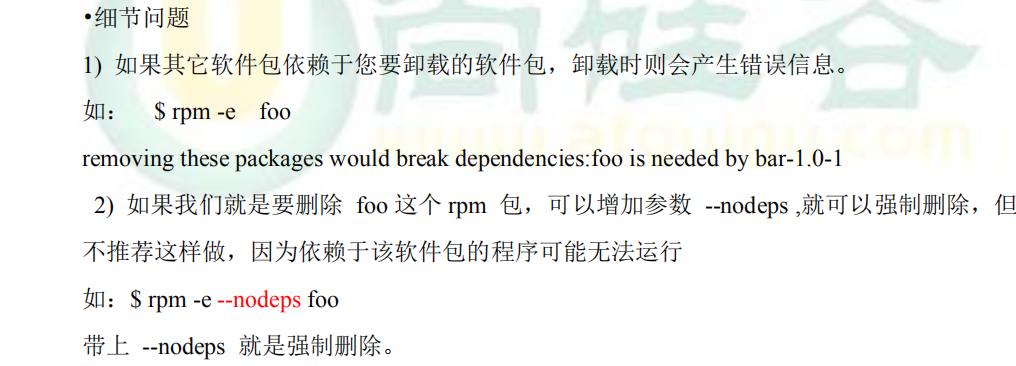 •细节问题
1) 如果其它软件包依赖于您要卸载的软件包，卸载时则会产生错误信息。
如： $ rpm -e foo
removing these packages would break dependencies:foo is needed by bar-1.0-1
2) 如果我们就是要删除 foo 这个 rpm 包，可以增加参数 --nodeps ,就可以强制删除，但
不推荐这样做，因为依赖于该软件包的程序可能无法运行
如：$ rpm -e --nodeps foo
带上 --nodeps 就是强制删除。
尚硅谷
www.atguigu.com